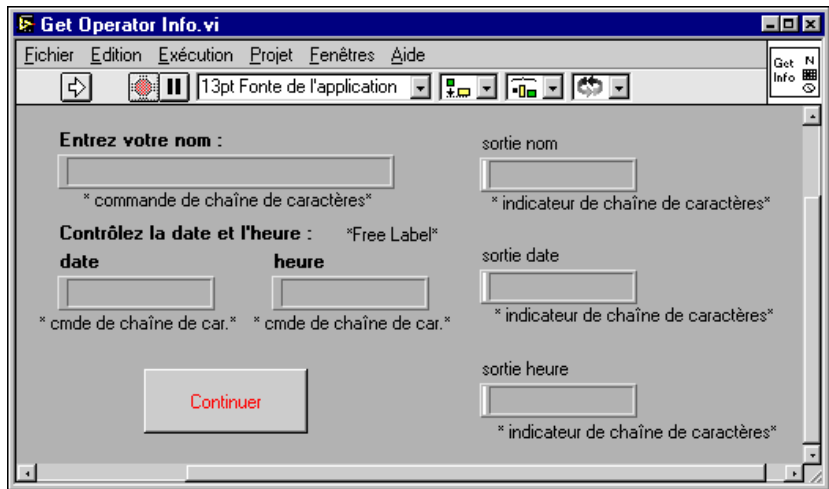 Get Operator Info.vi
Fichier Edition Exécution Projet Fenêtres Aide
Get N
Info
13pt Fonte de l'application
Entrez votre nom :
* commande de chaîne de caractères*
Contrôlez la date et l'heure : *Free Label*
date heure
* cmde de chaîne de car.* * cmde de chaîne de car.*
Continuer
sortie nom
* indicateur de chaîne de caractères*
sortie date
* indicateur de chaîne de caractères*
sortie heure
* indicateur de chaîne de caractères*